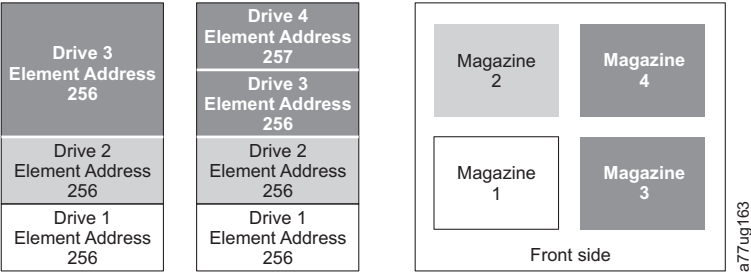 Drive 3
Element Address
256
Drive 2
Element Address
256
Drive 1
Element Address
256
Drive 4
Element Address
257
Drive 3
Element Address
256
Drive 2
Element Address
256
Drive 1
Element Address
256
Magazine
2
Magazine
4
Magazine
1
Magazine
3
Front side
a77ug163